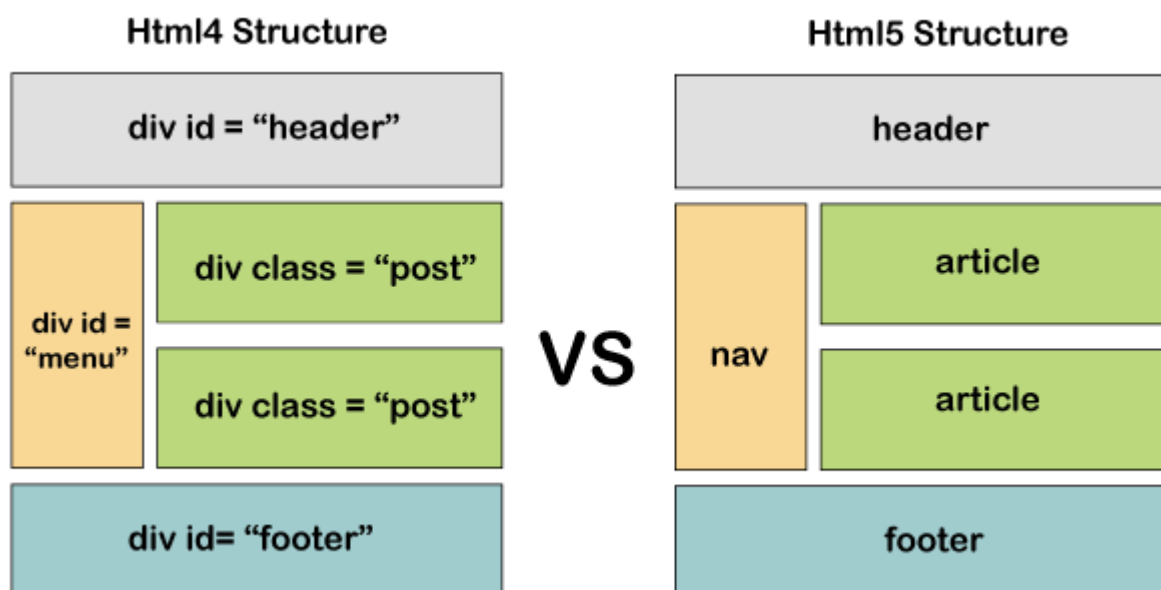 Html4 Structure
div id = “header”
div id =
“menu”
div class = “post”
div class = “post”
div id= “footer”
VS
Html5 Structure
header
nav
article
article
footer